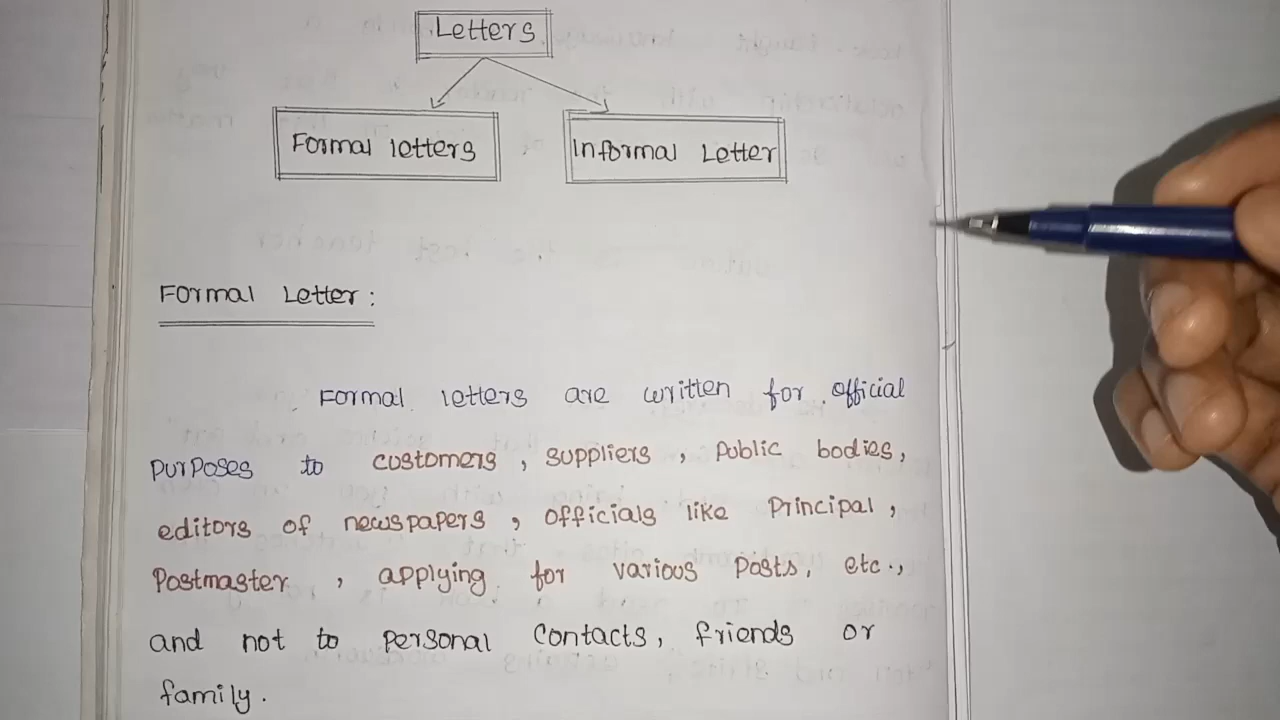 Letters
Formal letters
Informal Letter
Formal Letter :
Formal letters are written for official
purposes to customers, suppliers, public bodies,
editors of newspapers, officials like Principal,
Postmaster, applying for various posts, etc.,
and not to personal contacts, friends or
family.